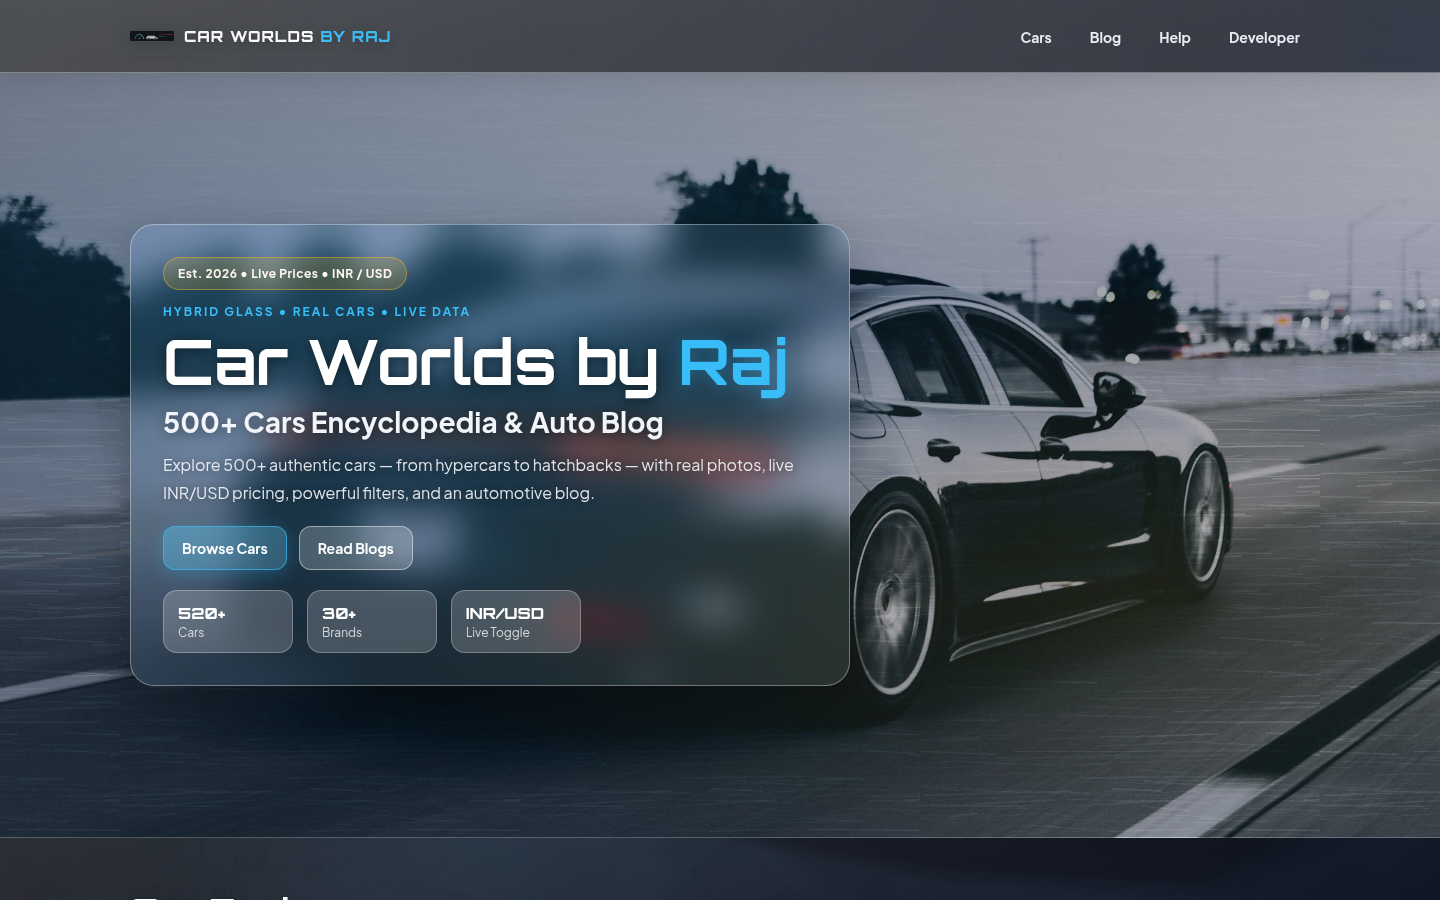 CAR WORLDS BY RAJ
Cars
Blog
Help
Developer
Est. 2026 • Live Prices • INR / USD
HYBRID GLASS • REAL CARS • LIVE DATA
Car Worlds by Raj
500+ Cars Encyclopedia & Auto Blog
Explore 500+ authentic cars — from hypercars to hatchbacks — with real photos, live
INR/USD pricing, powerful filters, and an automotive blog.
Browse Cars
Read Blogs
520+
Cars
30+
Brands
INR/USD
Live Toggle